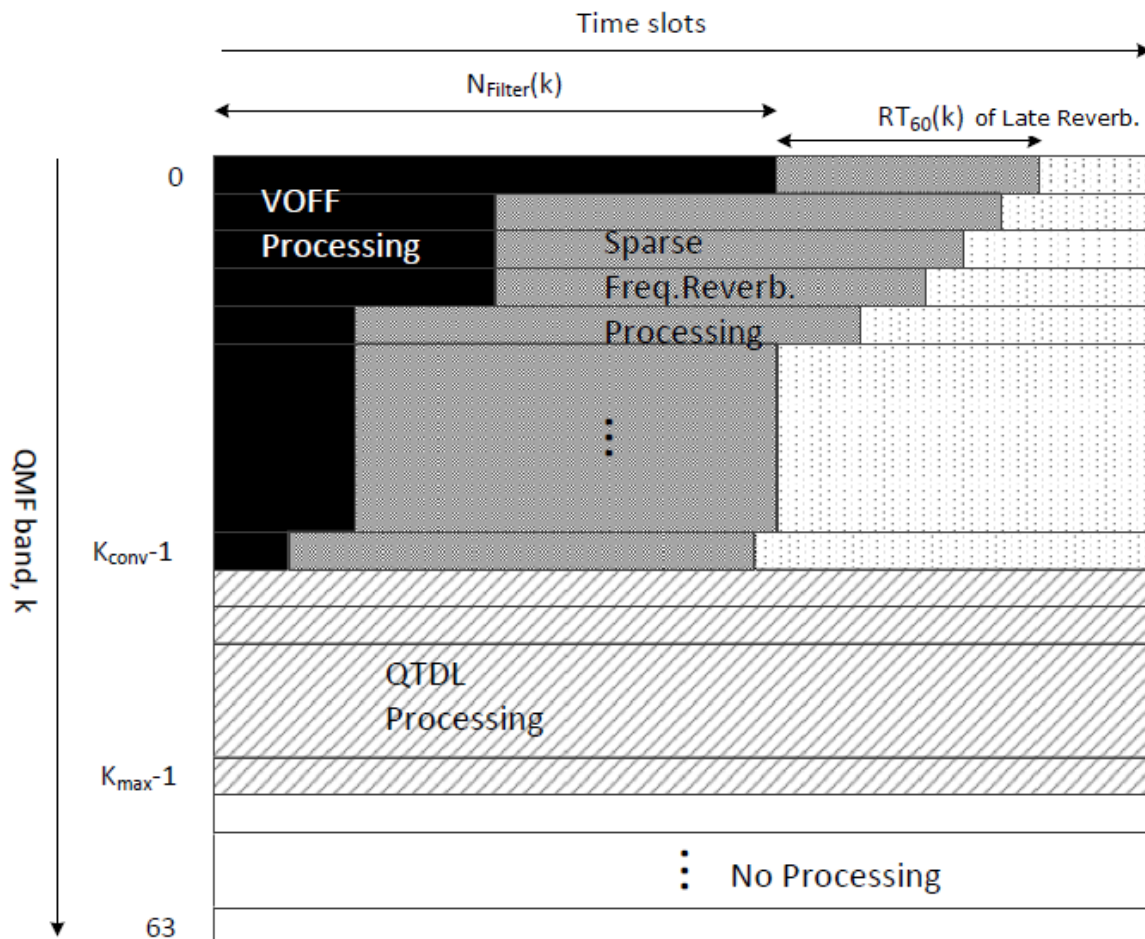 Time slots
NFilter(k)
RT60(k) of Late Reverb.
0
VOFF
Processing
Sparse
Freq.Reverb.
Processing
⋮
QMF band, k
Kconv-1
QTDL
Processing
Kmax-1
⋮ No Processing
63